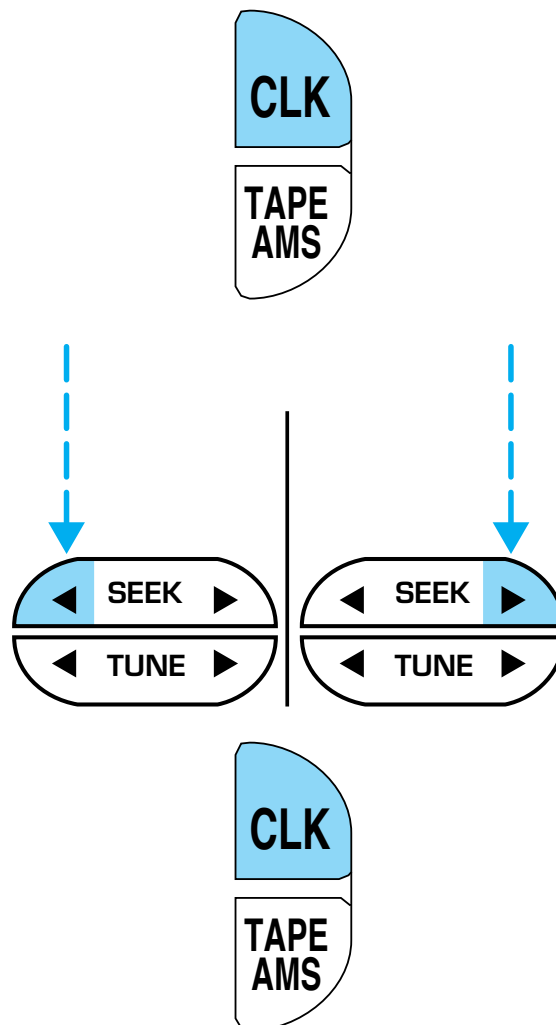 CLK
TAPE
AMS
◀ SEEK ▶
◀ TUNE ▶
◀ SEEK ▶
◀ TUNE ▶
CLK
TAPE
AMS